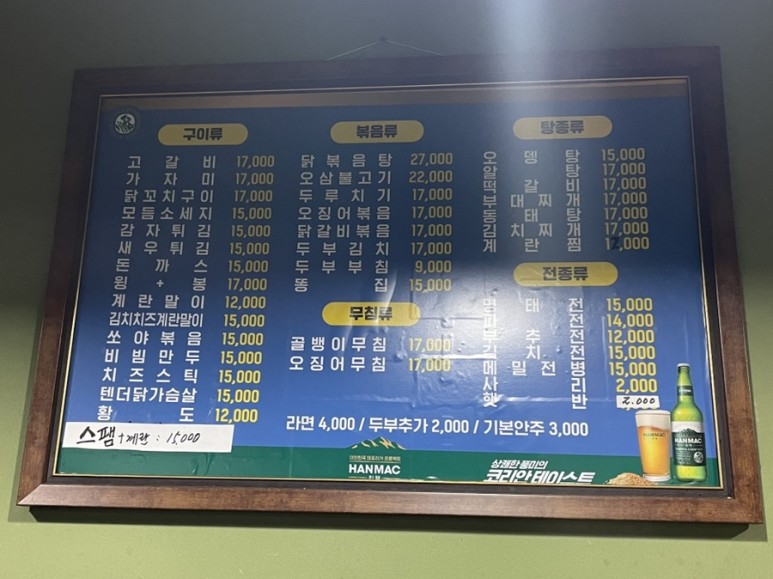 구이류
고갈비 17,000
가자미 17,000
닭꼬치구이 17,000
모듬소세지 15,000
감자튀김 15,000
새우튀김 15,000
돈까스 15,000
윙+봉 17,000
계란말이 12,000
김치치즈계란말이 15,000
쏘야볶음 15,000
비빔만두 15,000
치즈스틱 15,000
텐더닭가슴살 15,000
황도 12,000
스팸+계란 : 15,000
볶음류
닭볶음탕 27,000
오삼불고기 22,000
두루치기 17,000
오징어볶음 17,000
닭갈비볶음 17,000
두부김치 17,000
두부부침 9,000
똥집 15,000
무침류
골뱅이무침 17,000
오징어무침 17,000
탕종류
오뎅탕 15,000
알탕 17,000
떡갈비 17,000
부대찌개 17,000
동태탕 17,000
김치찌개 17,000
계란찜
전종류
명태전 15,000
전 14,000
부추전 12,000
김치전 15,000
메밀전병 15,000
사리 2,000
햇반 2.000
라면 4,000 / 두부추가 2,000 / 기본안주 3,000
HANMAC
상쾌한 풍미의
코리안 테이스트
HANMAC